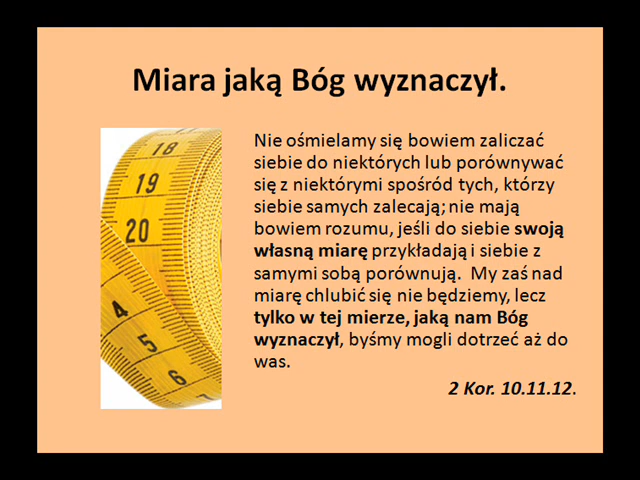 Miara jaką Bóg wyznaczył.
18
19
20
4
5
6
7
Nie ośmielamy się bowiem zaliczać
siebie do niektórych lub porównywać
się z niektórymi spośród tych, którzy
siebie samych zalecają; nie mają
bowiem rozumu, jeśli do siebie swoją
własną miarę przykładają i siebie z
samymi sobą porównują. My zaś nad
miarę chlubić się nie będziemy, lecz
tylko w tej mierze, jaką nam Bóg
wyznaczył, byśmy mogli dotrzeć aż do
was.
2 Kor. 10.11.12.